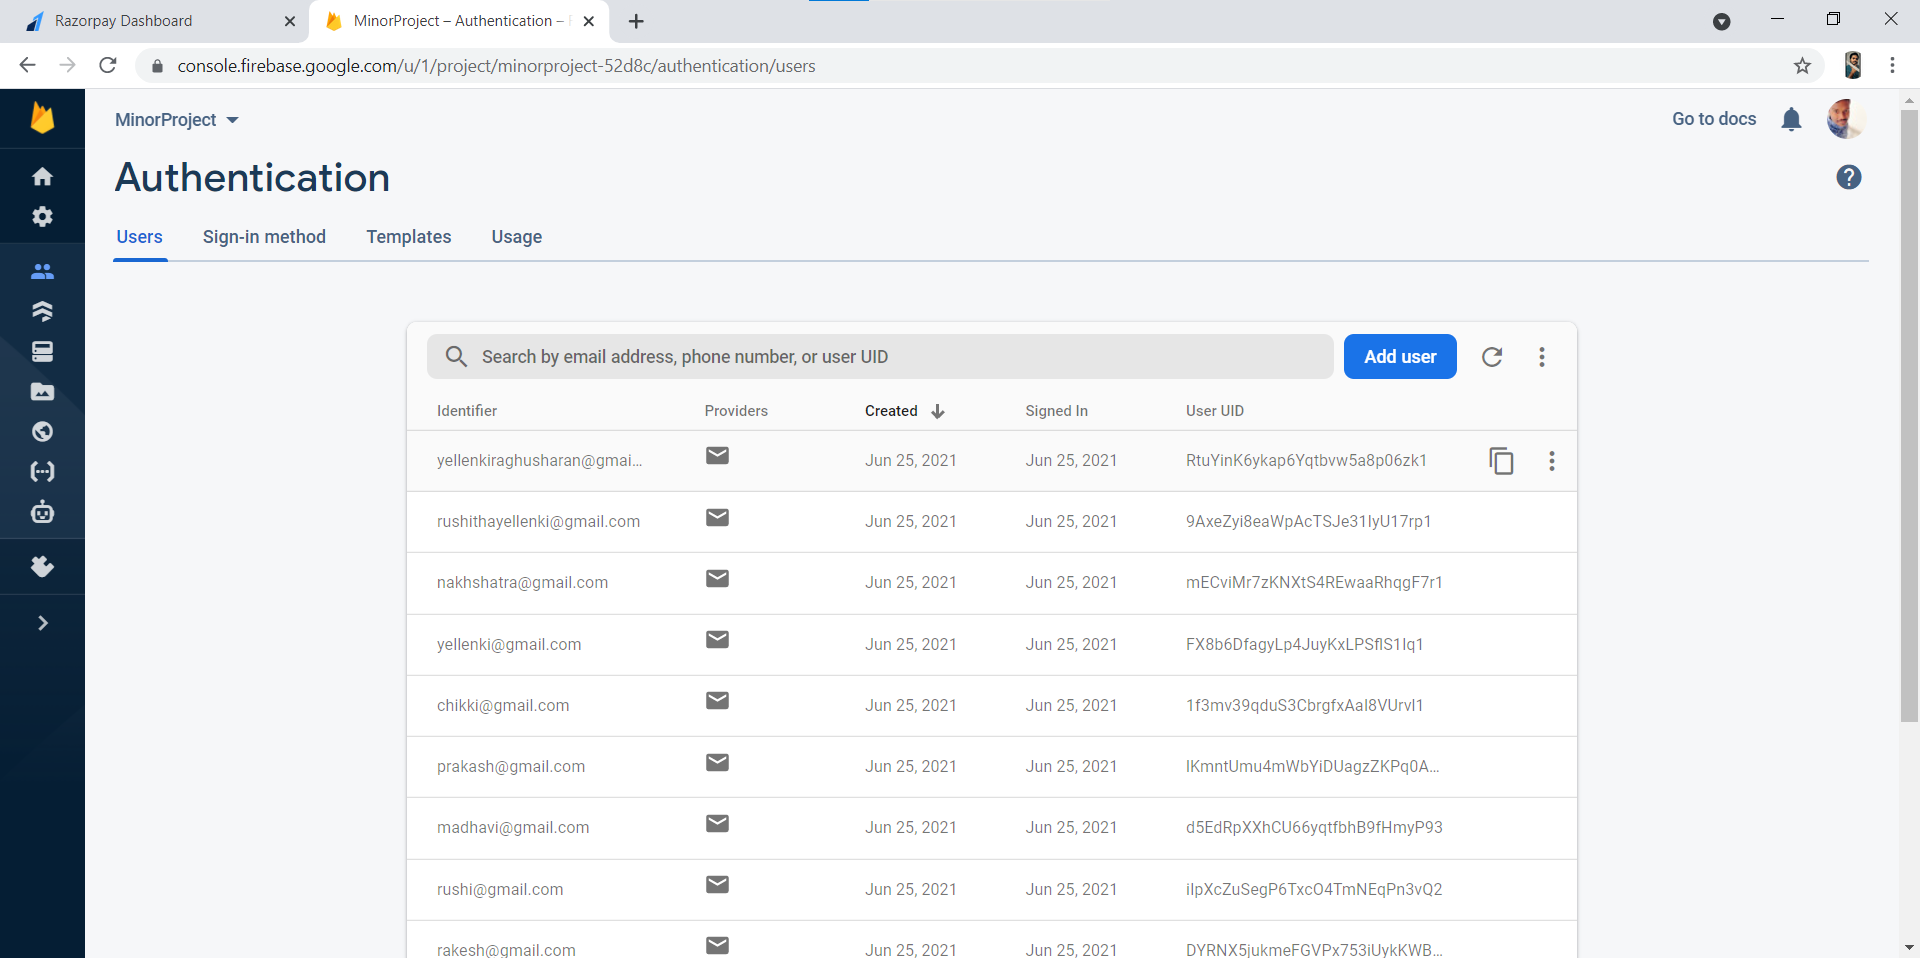 Razorpay Dashboard
MinorProject – Authentication –
console.firebase.google.com/u/1/project/minorproject-52d8c/authentication/users
MinorProject
Go to docs
Authentication
Users Sign-in method Templates Usage
Search by email address, phone number, or user UID
Add user
Identifier Providers Created Signed In User UID
yellenkiraghusharan@gmai... Jun 25, 2021 Jun 25, 2021 RtuYinK6ykap6Yqtbvw5a8p06zk1
rushithayellenki@gmail.com Jun 25, 2021 Jun 25, 2021 9AxeZyi8eaWpAcTSJe31IyU17rp1
nakhshatra@gmail.com Jun 25, 2021 Jun 25, 2021 mECviMr7zKNXtS4REwaaRhqgF7r1
yellenki@gmail.com Jun 25, 2021 Jun 25, 2021 FX8b6DfagyLp4JuyKxLPSflS1Iq1
chikki@gmail.com Jun 25, 2021 Jun 25, 2021 1f3mv39qduS3CbrgfxAaI8VUrvl1
prakash@gmail.com Jun 25, 2021 Jun 25, 2021 lKmntUmu4mWbYiDUagzZKPq0A...
madhavi@gmail.com Jun 25, 2021 Jun 25, 2021 d5EdRpXXhCU66yqtfbhB9fHmyP93
rushi@gmail.com Jun 25, 2021 Jun 25, 2021 iIpXcZuSegP6TxcO4TmNEqPn3vQ2
rakesh@gmail.com Jun 25, 2021 Jun 25, 2021 DYRNX5jukmeFGVPx753iUykKWB...